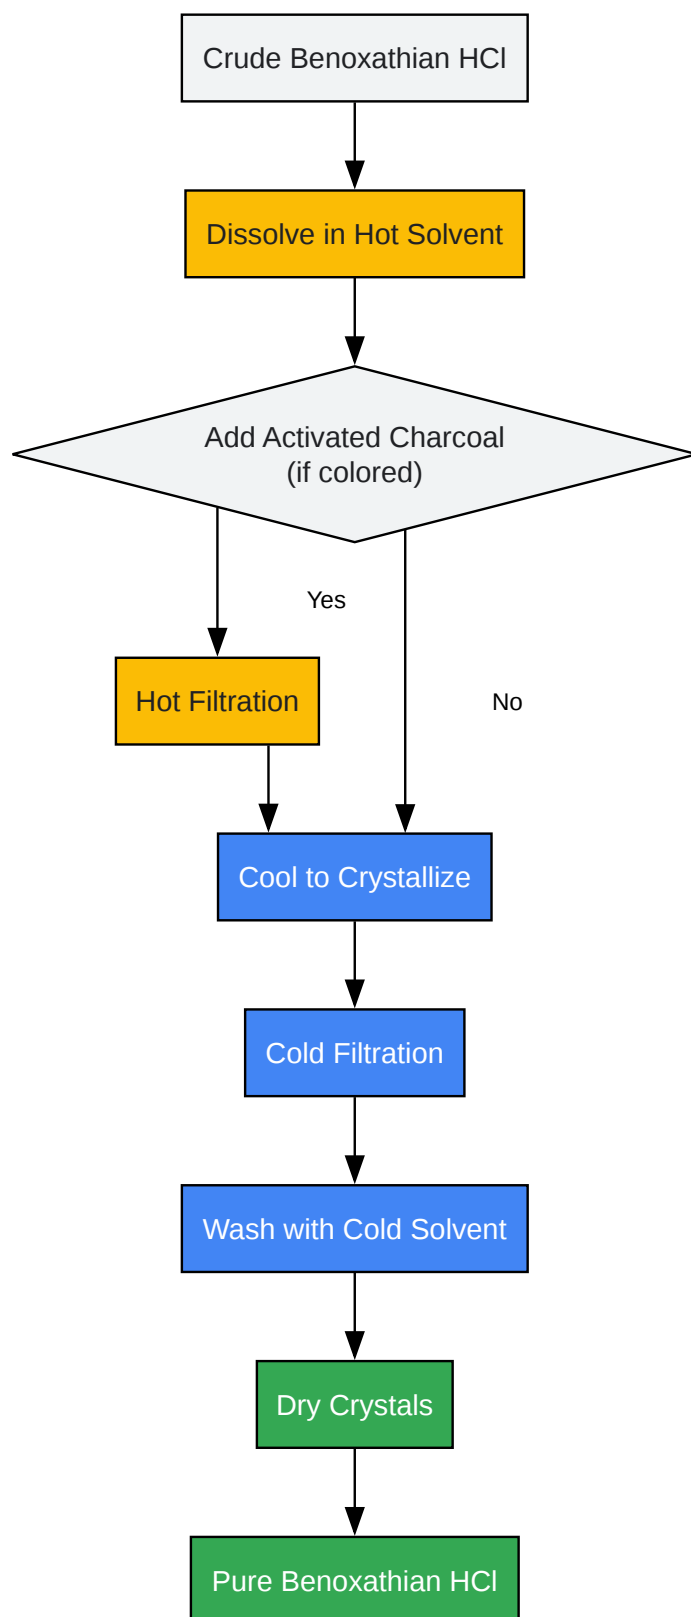 Crude Benoxathian HCl
Dissolve in Hot Solvent
Add Activated Charcoal
(if colored)
Yes
Hot Filtration
No
Cool to Crystallize
Cold Filtration
Wash with Cold Solvent
Dry Crystals
Pure Benoxathian HCl